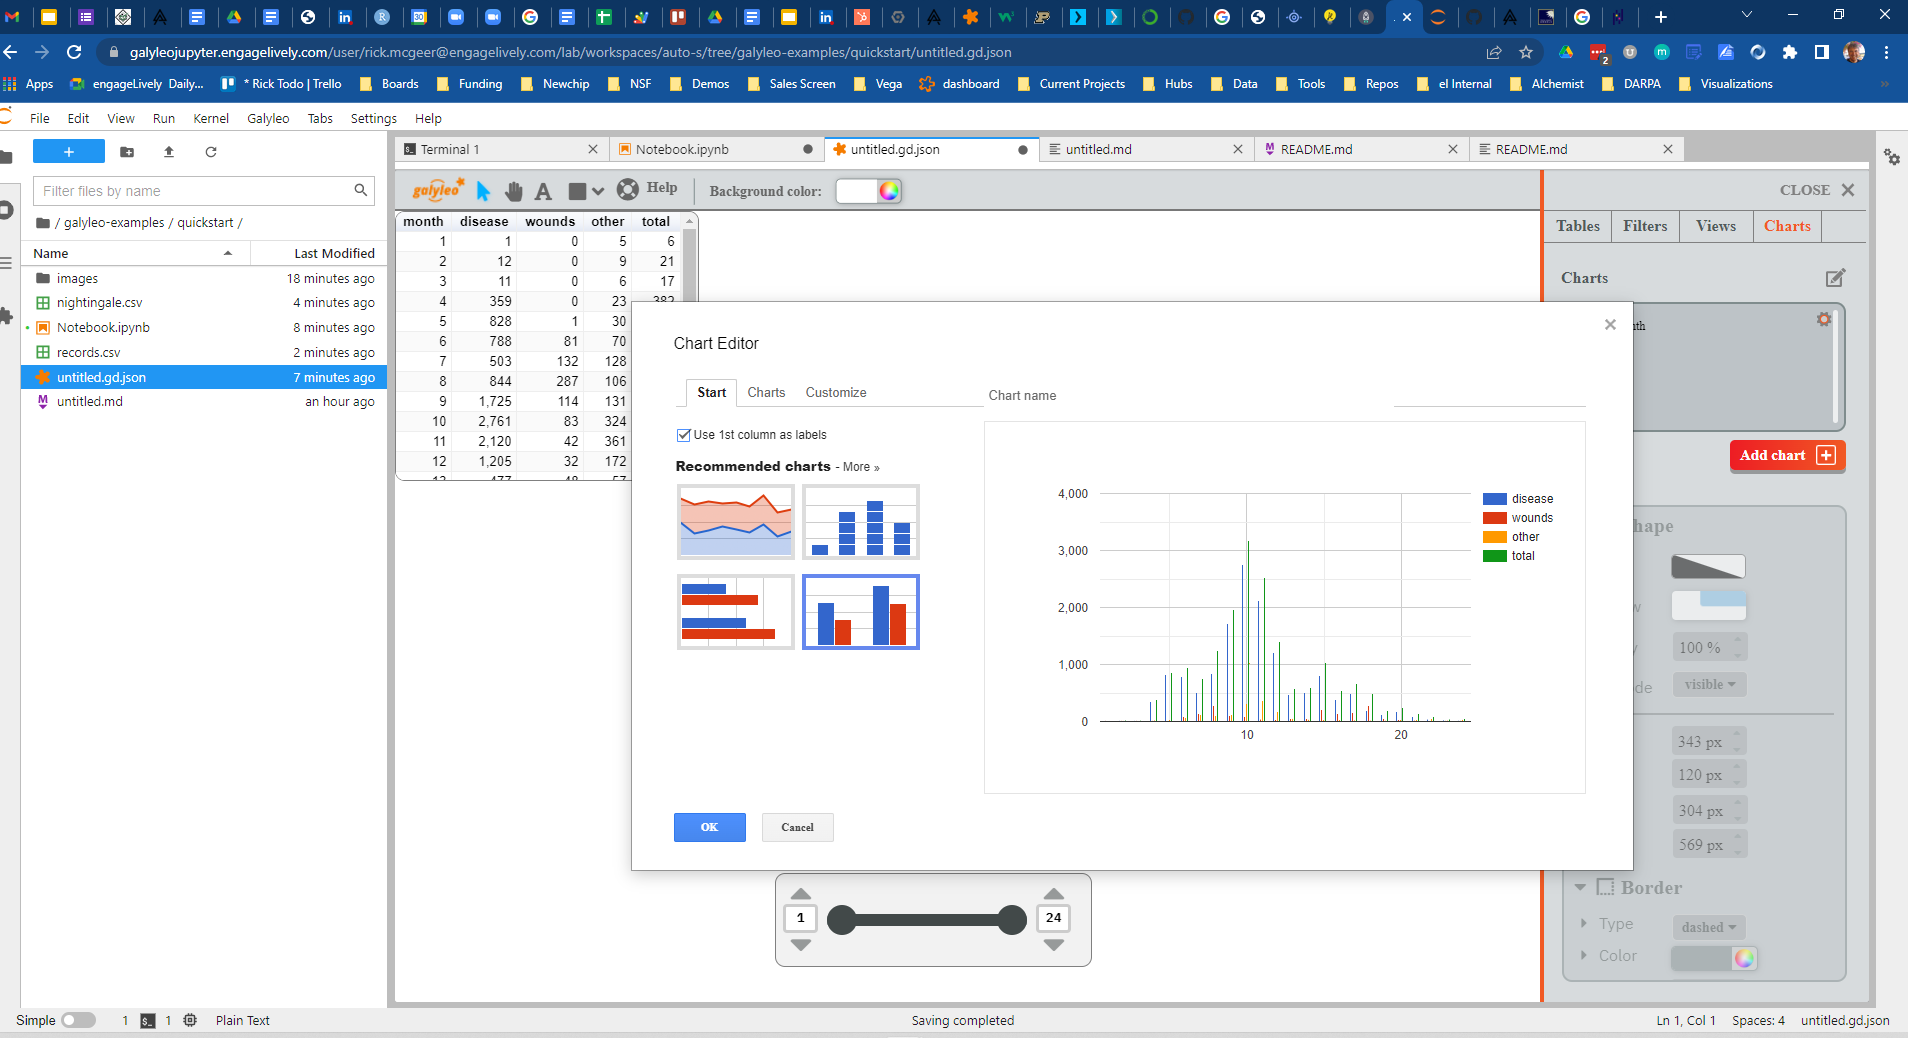 galyleojupyter.engagelively.com/user/rick.mcgeer@engagelively.com/lab/workspaces/auto-s/tree/galyleo-examples/quickstart/untitled.gd.json
Apps engageLively Daily... * Rick Todo | Trello Boards Funding Newchip NSF Demos Sales Screen Vega dashboard Current Projects Hubs Data Tools Repos el Internal Alchemist DARPA Visualizations »
File Edit View Run Kernel Galyleo Tabs Settings Help
+
Terminal 1
Notebook.ipynb
untitled.gd.json
untitled.md
README.md
README.md
Filter files by name
/ galyleo-examples / quickstart /
Name Last Modified
images 18 minutes ago
nightingale.csv 4 minutes ago
Notebook.ipynb 8 minutes ago
records.csv 2 minutes ago
untitled.gd.json 7 minutes ago
untitled.md an hour ago
galyleo A Help Background color:
month disease wounds other total
1 1 0 5 6
2 12 0 9 21
3 11 0 6 17
4 359 0 23 382
5 828 1 30
6 788 81 70
7 503 132 128
8 844 287 106
9 1,725 114 131
10 2,761 83 324
11 2,120 42 361
12 1,205 32 172
13 477 48 57
Chart Editor
Start Charts Customize
Chart name
Use 1st column as labels
Recommended charts - More »
4,000
3,000
2,000
1,000
0
10 20
disease
wounds
other
total
OK Cancel
1 24
CLOSE
Tables Filters Views Charts
Charts
nth
Add chart +
hape
w
100 %
y
de visible
343 px
120 px
304 px
569 px
Border
Type dashed
Color
Simple 1 1 Plain Text Saving completed Ln 1, Col 1 Spaces: 4 untitled.gd.json